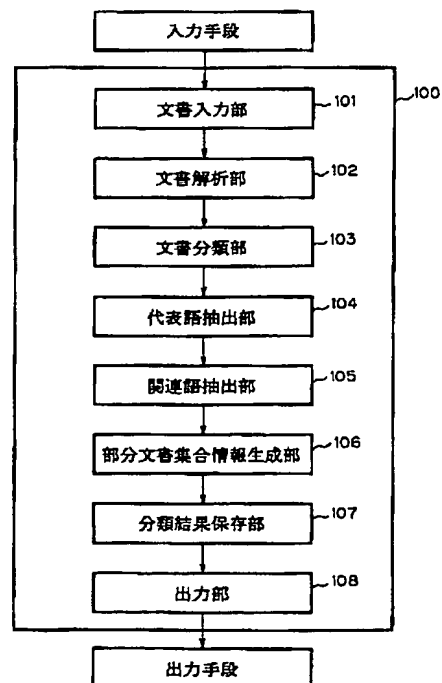 入力手段
100
文書入力部
101
文書解析部
102
文書分類部
103
代表語抽出部
104
関連語抽出部
105
部分文書集合情報生成部
106
分類結果保存部
107
出力部
108
出力手段